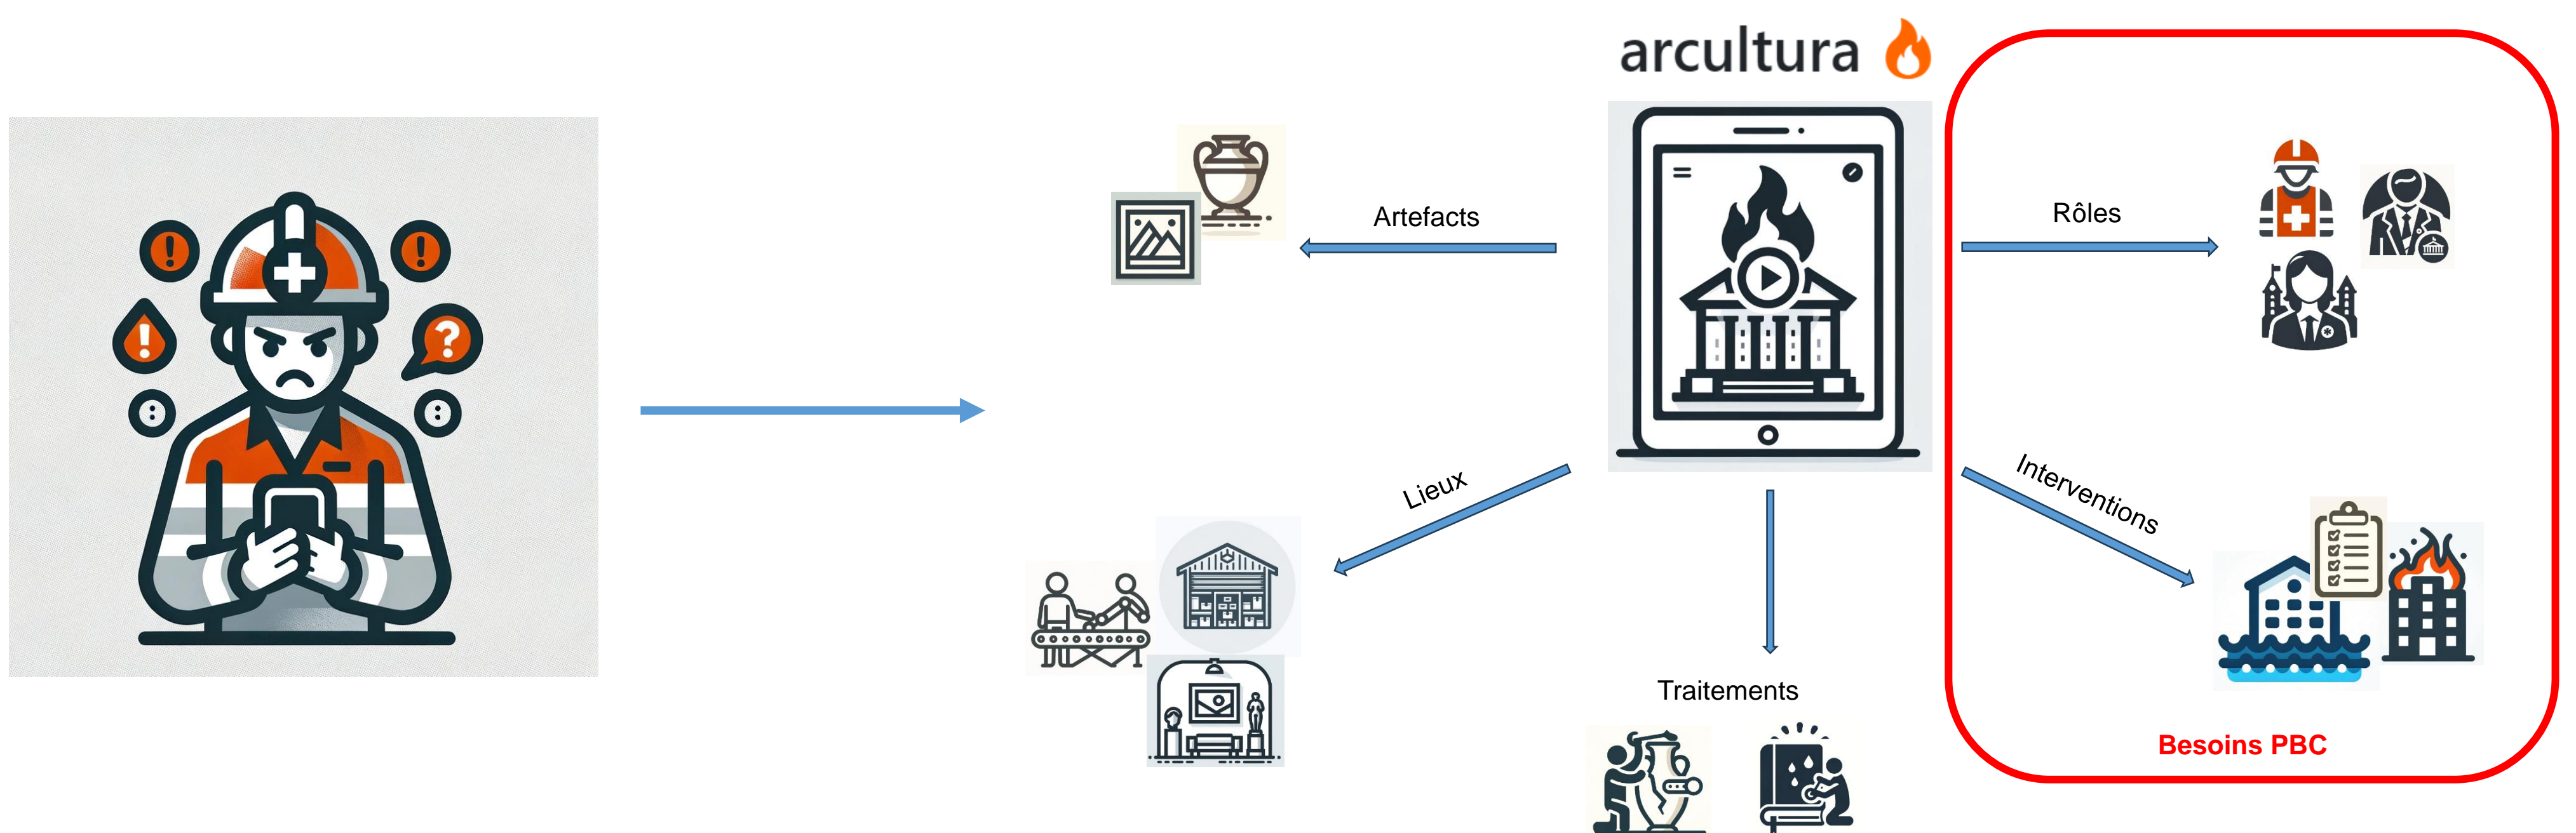 arcultura
Artefacts
Rôles
Lieux
Interventions
Traitements
Besoins PBC